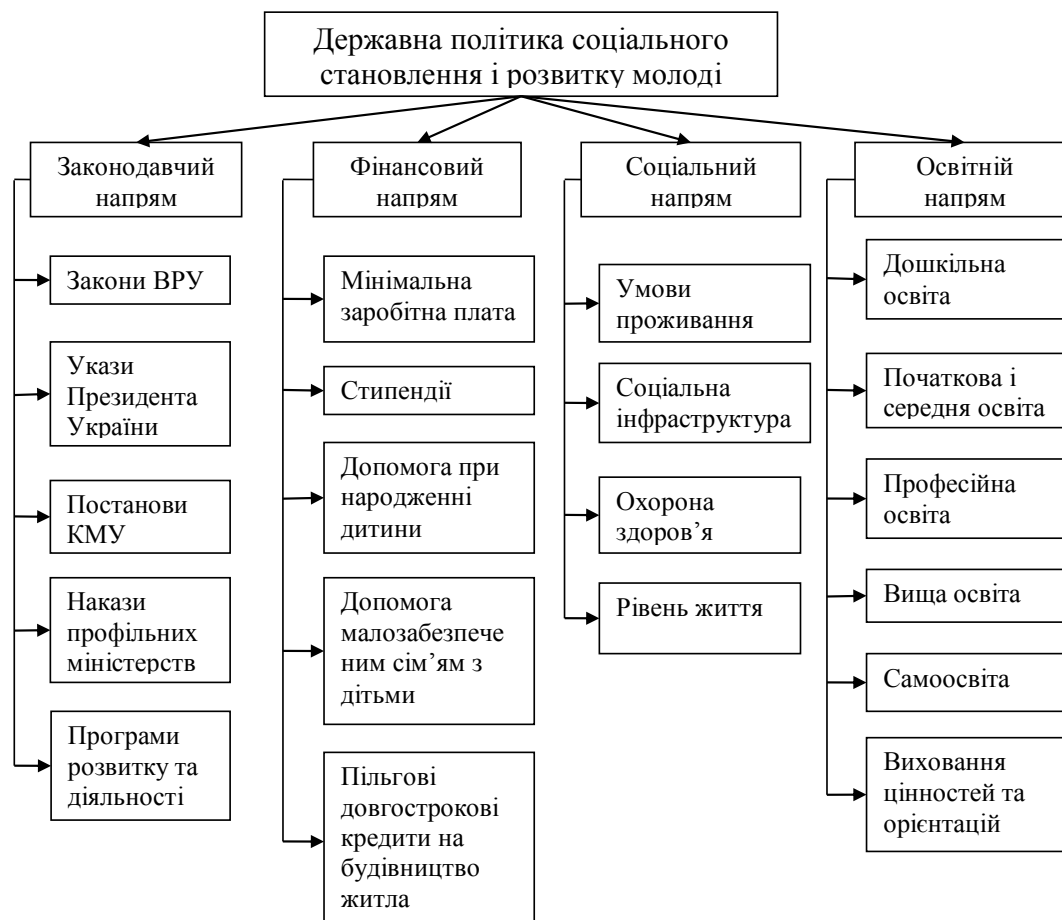 Державна політика соціального
становлення і розвитку молоді
Законодавчий
напрям
Фінансовий
напрям
Соціальний
напрям
Освітній
напрям
Закони ВРУ
Укази
Президента
України
Постанови
КМУ
Накази
профільних
міністерств
Програми
розвитку та
діяльності
Мінімальна
заробітна плата
Стипендії
Допомога при
народженні
дитини
Допомога
малозабезпече
ним сім’ям з
дітьми
Пільгові
довгострокові
кредити на
будівництво
житла
Умови
проживання
Соціальна
інфраструктура
Охорона
здоров’я
Рівень життя
Дошкільна
освіта
Початкова і
середня освіта
Професійна
освіта
Вища освіта
Самоосвіта
Виховання
цінностей та
орієнтацій